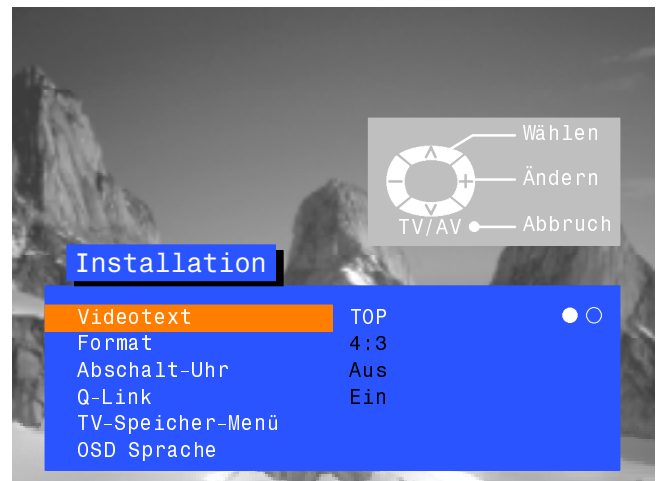 Wählen
Ändern
TV/AV Abbruch
Installation
Videotext TOP
Format 4:3
Abschalt-Uhr Aus
Q-Link Ein
TV-Speicher-Menü
OSD Sprache